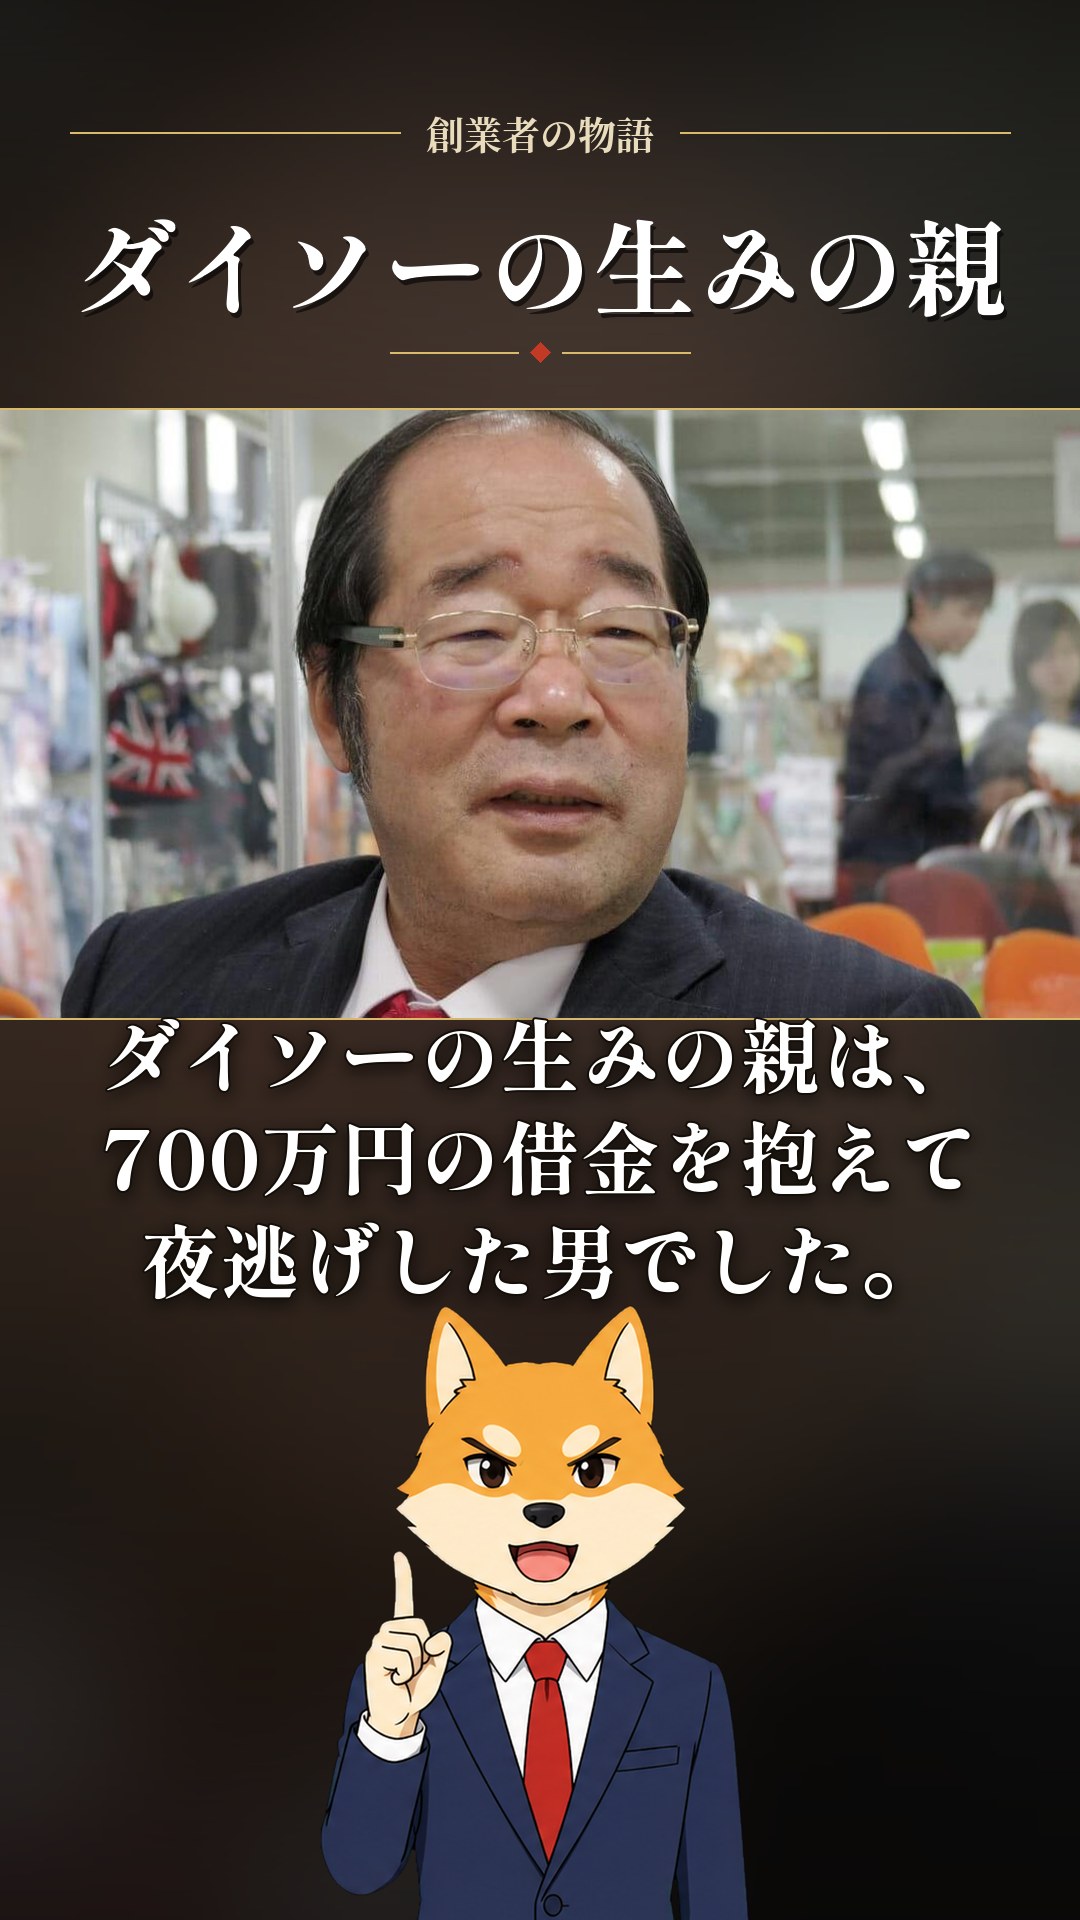 創業者の物語
ダイソーの生みの親
ダイソーの生みの親は、
700万円の借金を抱えて
夜逃げした男でした。